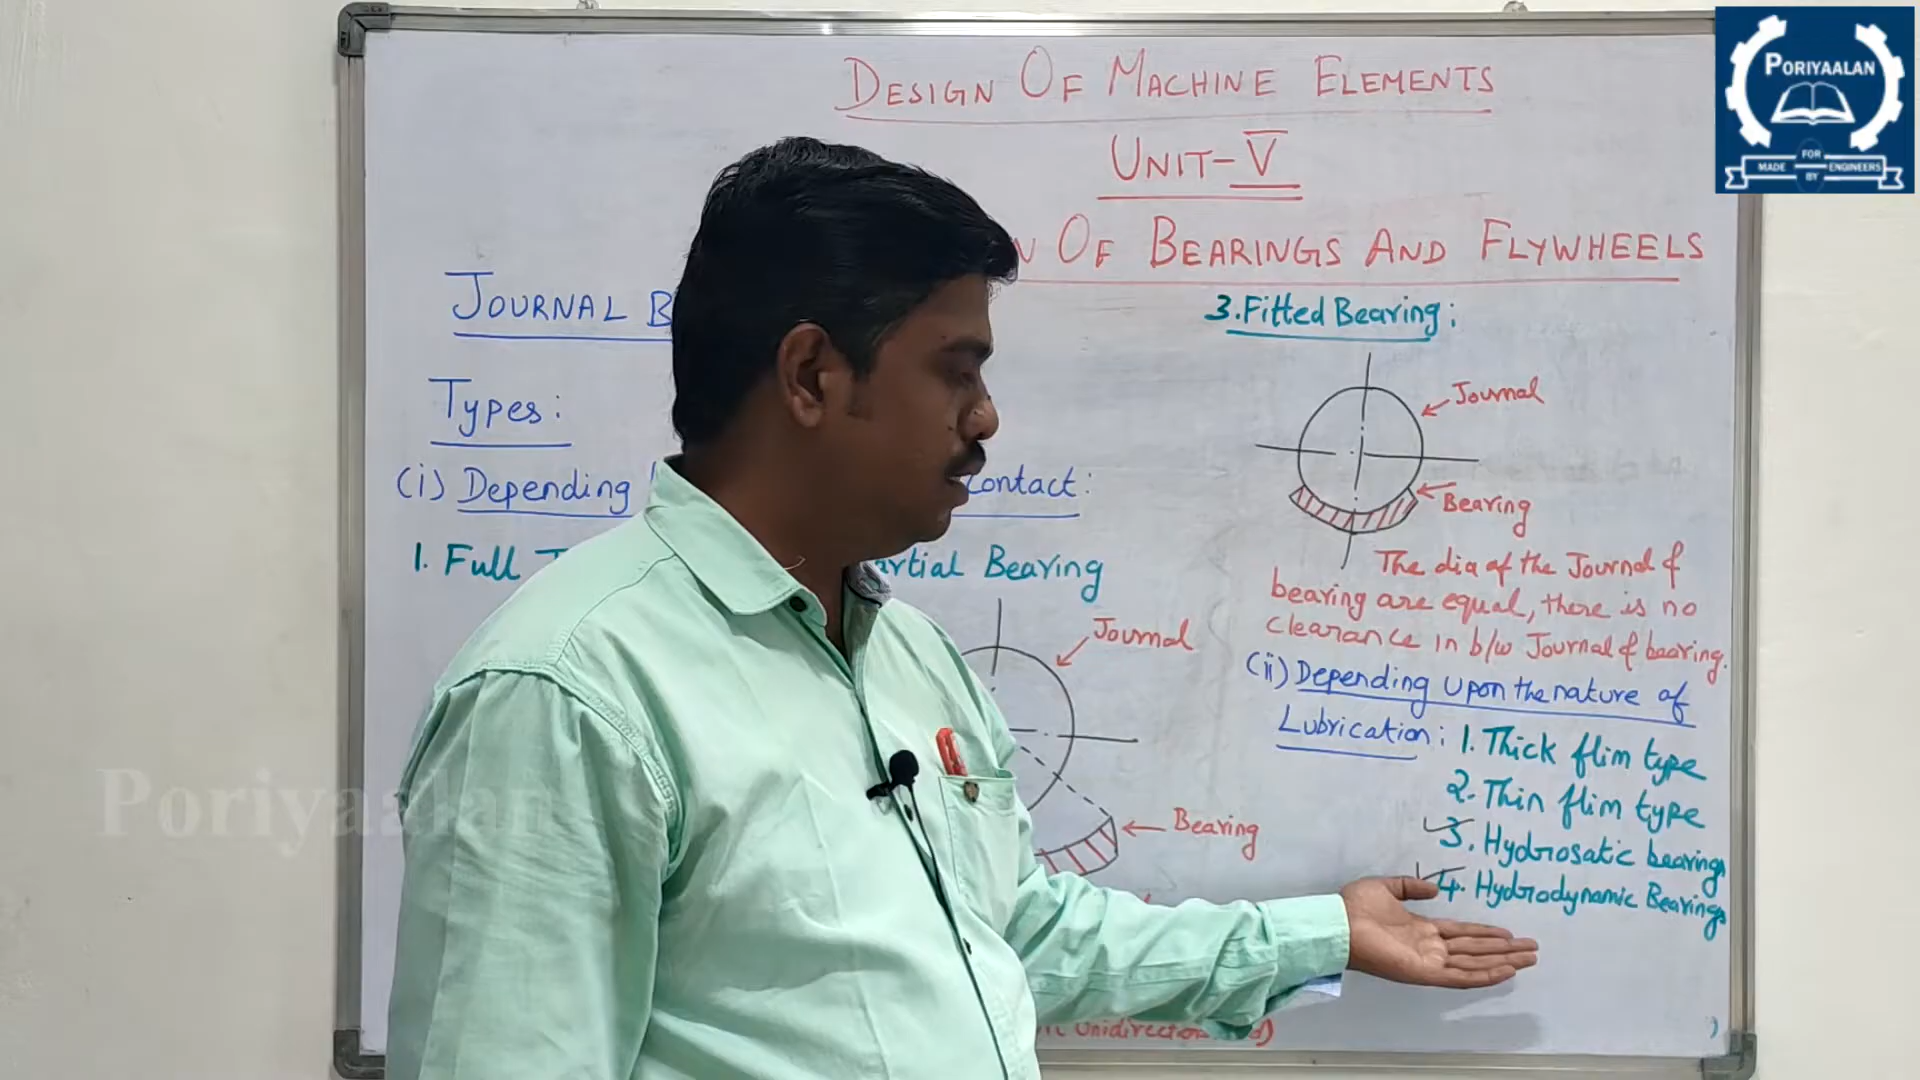 DESIGN OF MACHINE ELEMENTS
UNIT-V
OF BEARINGS AND FLYWHEELS
JOURNAL
Types:
(i) Depending contact:
1. Full
Bearing
Journal
Bearing
3. Fitted Bearing:
Journal
Bearing
The dia of the Journal &
bearing are equal, there is no
clearance in b/w Journal & bearing.
(ii) Depending upon the nature of
Lubrication: 1. Thick flim type
2. Thin flim type
3. Hydrosatic bearings
4. Hydrodynamic Bearings
PORIYAALAN
MADE FOR ENGINEERS
BY
Poriyaalan